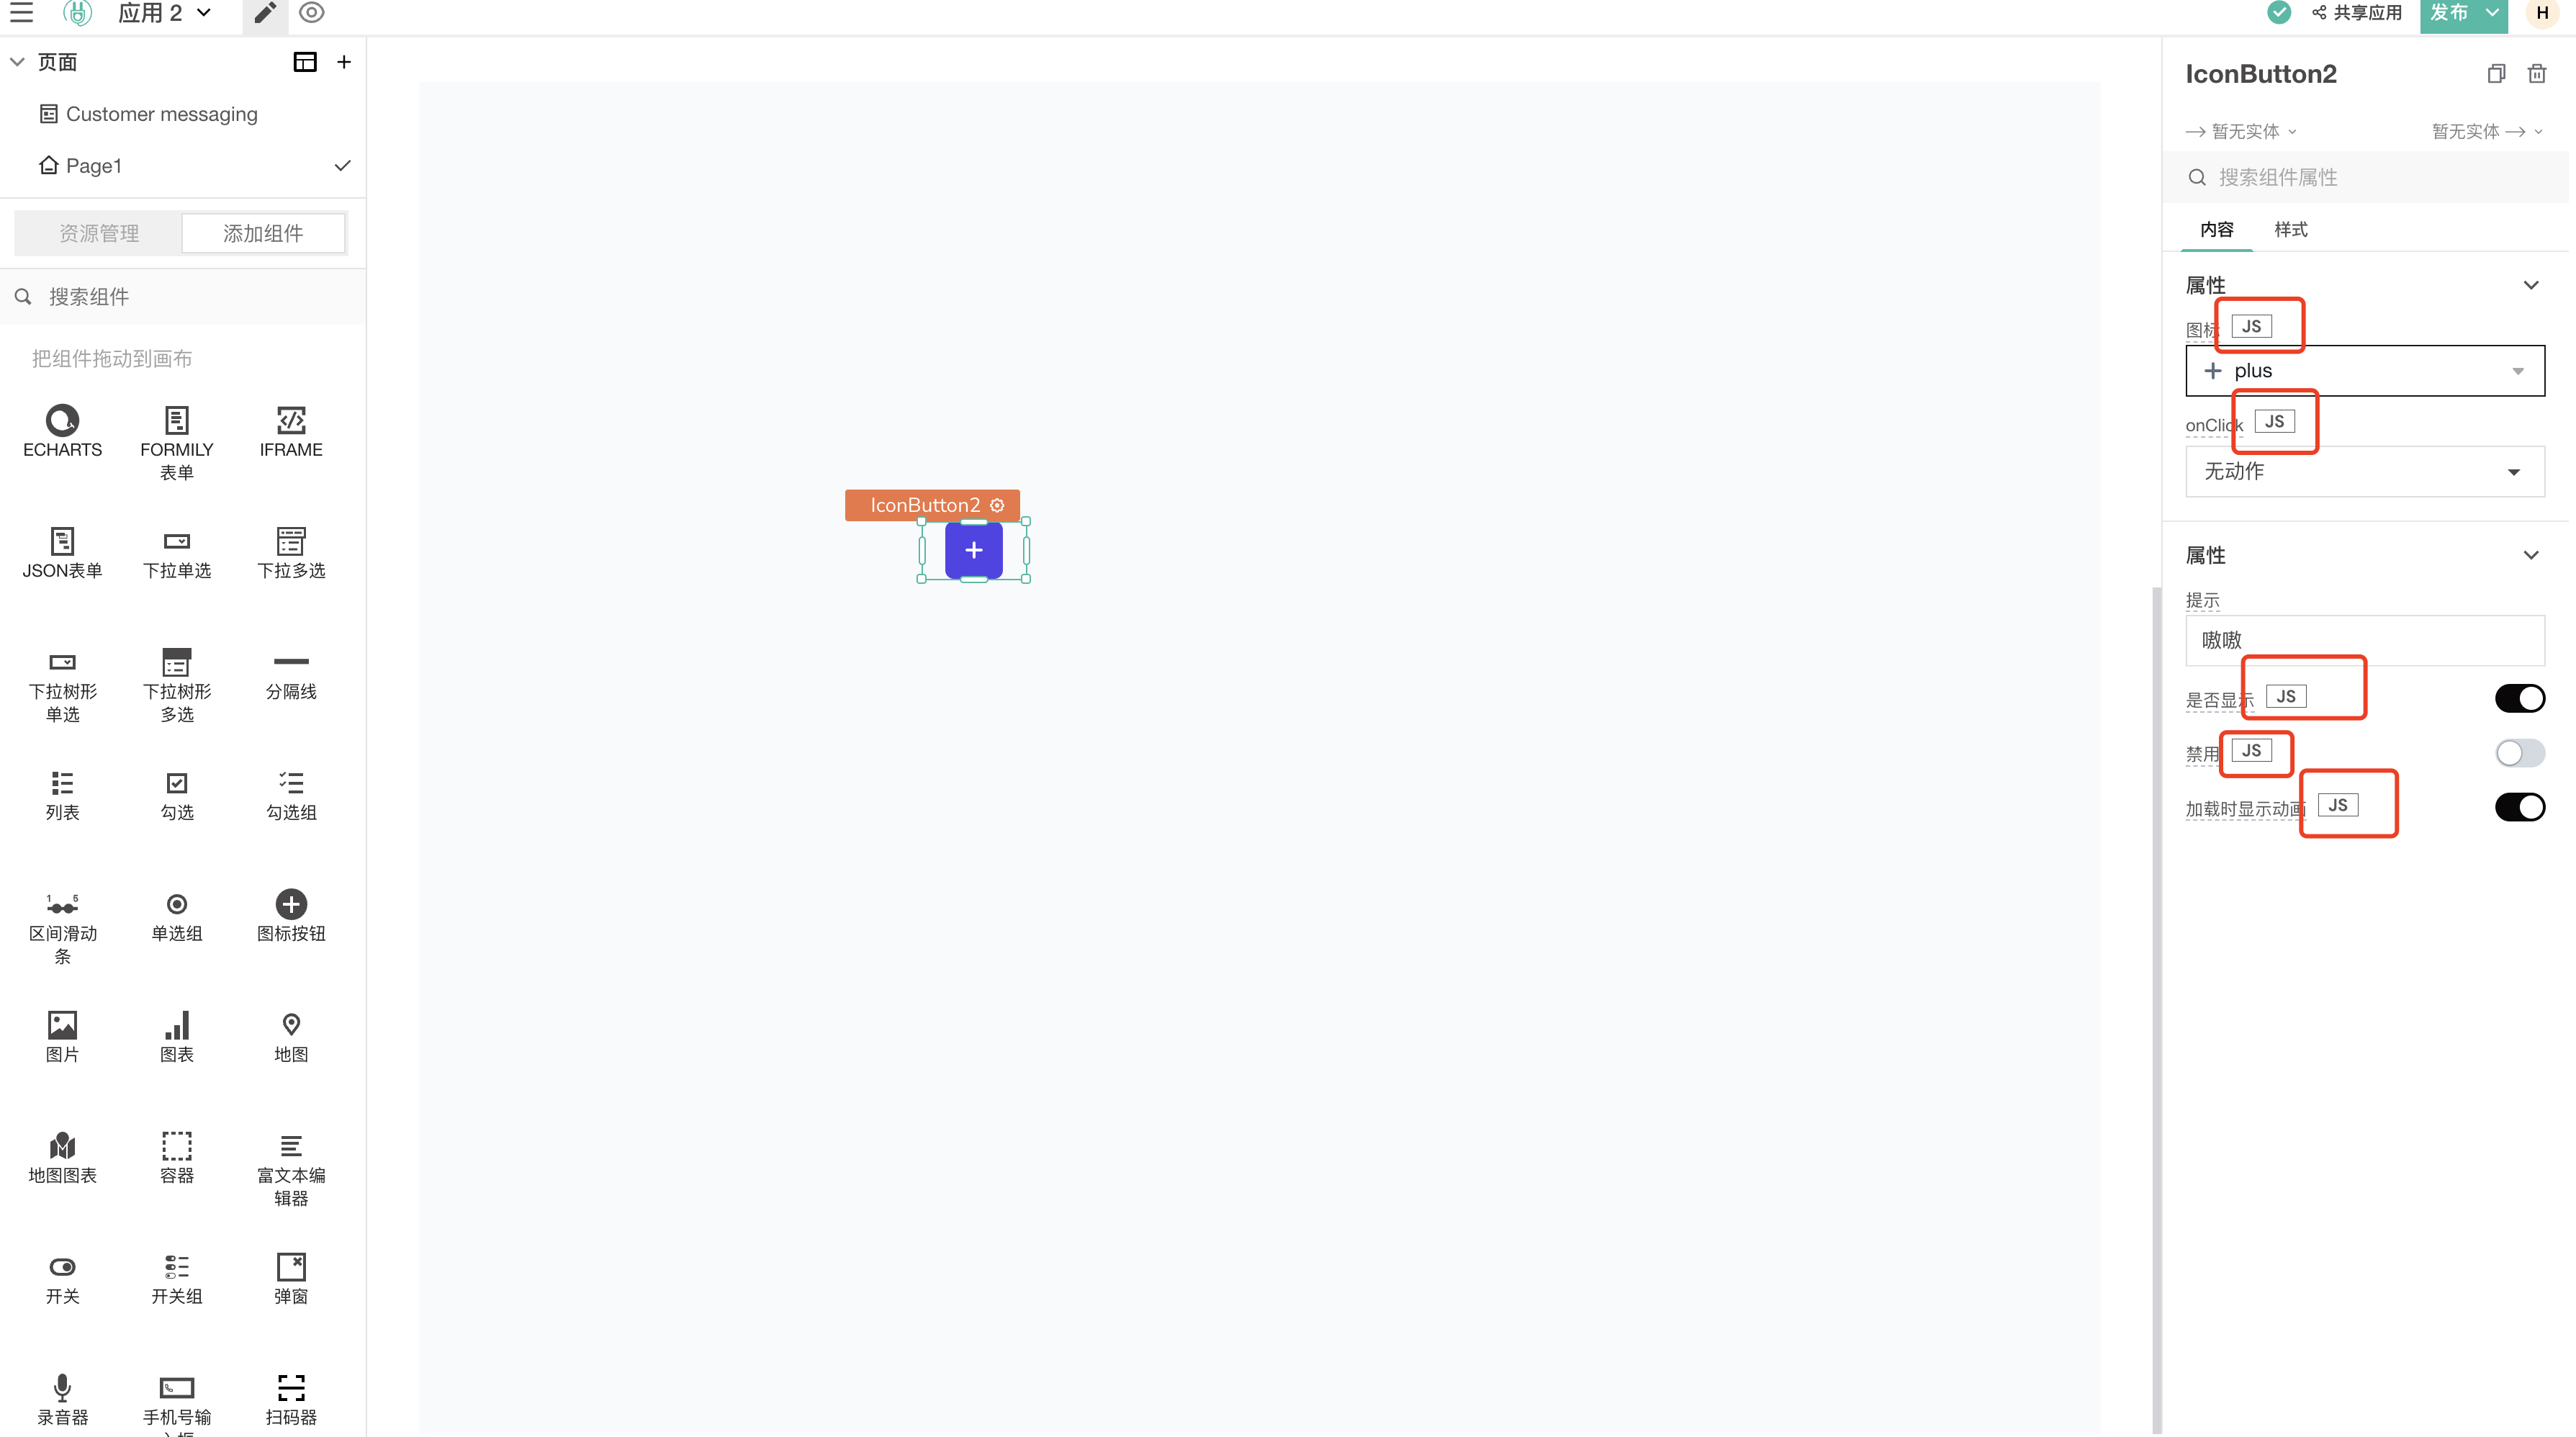 应用 2
共享应用
发布
H
页面
Customer messaging
Page1
资源管理
添加组件
搜索组件
把组件拖动到画布
ECHARTS
FORMILY
表单
IFRAME
JSON表单
下拉单选
下拉多选
下拉树形
单选
下拉树形
多选
分隔线
列表
勾选
勾选组
1 5
区间滑动
条
单选组
图标按钮
图片
图表
地图
地图图表
容器
富文本编
辑器
开关
开关组
弹窗
录音器
手机号输
入框
扫码器
IconButton2
IconButton2
暂无实体
暂无实体
搜索组件属性
内容
样式
属性
图标 JS
plus
onClick JS
无动作
属性
提示
嗷嗷
是否显示 JS
禁用 JS
加载时显示动画 JS